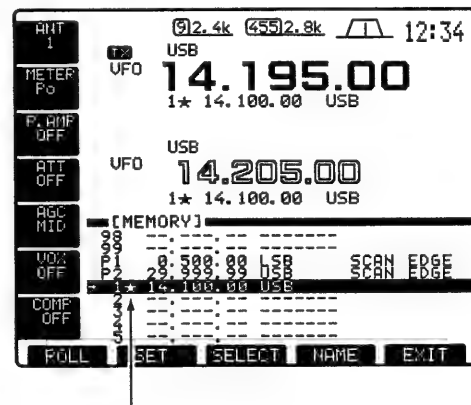 ANT 1
METER Po
P.AMP OFF
ATT OFF
AGC MID
VOX OFF
COMP OFF
9 2.4k 455 2.8k 1 12:34
TX USB
VFO 14.195.00
1★ 14.100.00 USB
USB
VFO 14.205.00
1★ 14.100.00 USB
[MEMORY]
98 --.---.-- -------
99 --.---.-- -------
P1 0.500.00 LSB SCAN EDGE
P2 29.999.99 USB SCAN EDGE
→ 1★ 14.100.00 USB
2 --.---.-- -------
3 --.---.-- -------
4 --.---.-- -------
5 --.---.-- -------
ROLL SET SELECT NAME EXIT